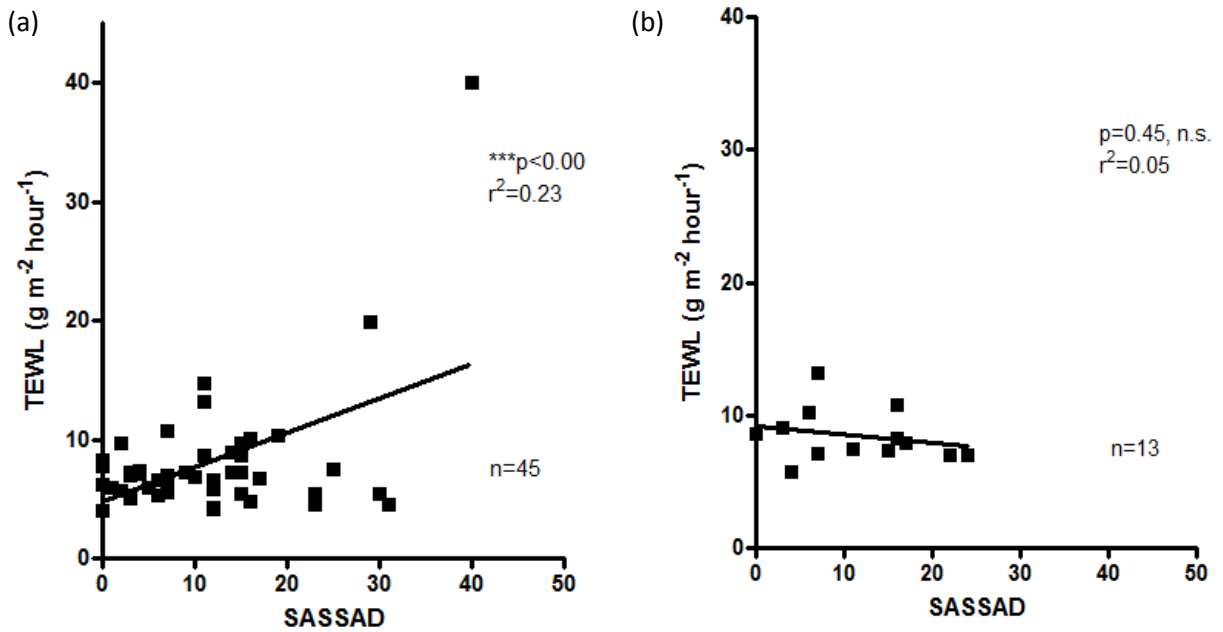 (a)
TEWL (g m⁻² hour⁻¹)
40
30
20
10
0
***p<0.00
r²=0.23
n=45
0 10 20 30 40 50
SASSAD
(b)
TEWL (g m⁻² hour⁻¹)
40
30
20
10
0
p=0.45, n.s.
r²=0.05
n=13
0 10 20 30 40 50
SASSAD